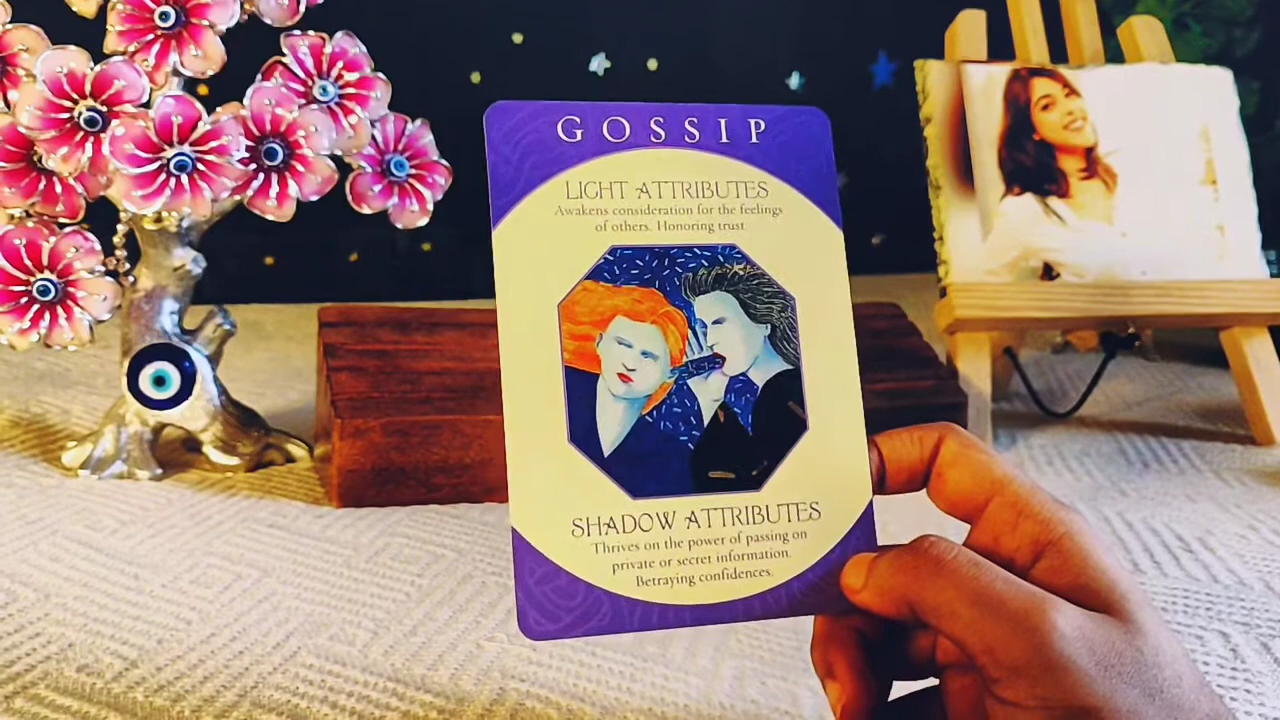 GOSSIP
LIGHT ATTRIBUTES
Awakens consideration for the feelings
of others. Honoring trust.
SHADOW ATTRIBUTES
Thrives on the power of passing on
private or secret information.
Betraying confidences.